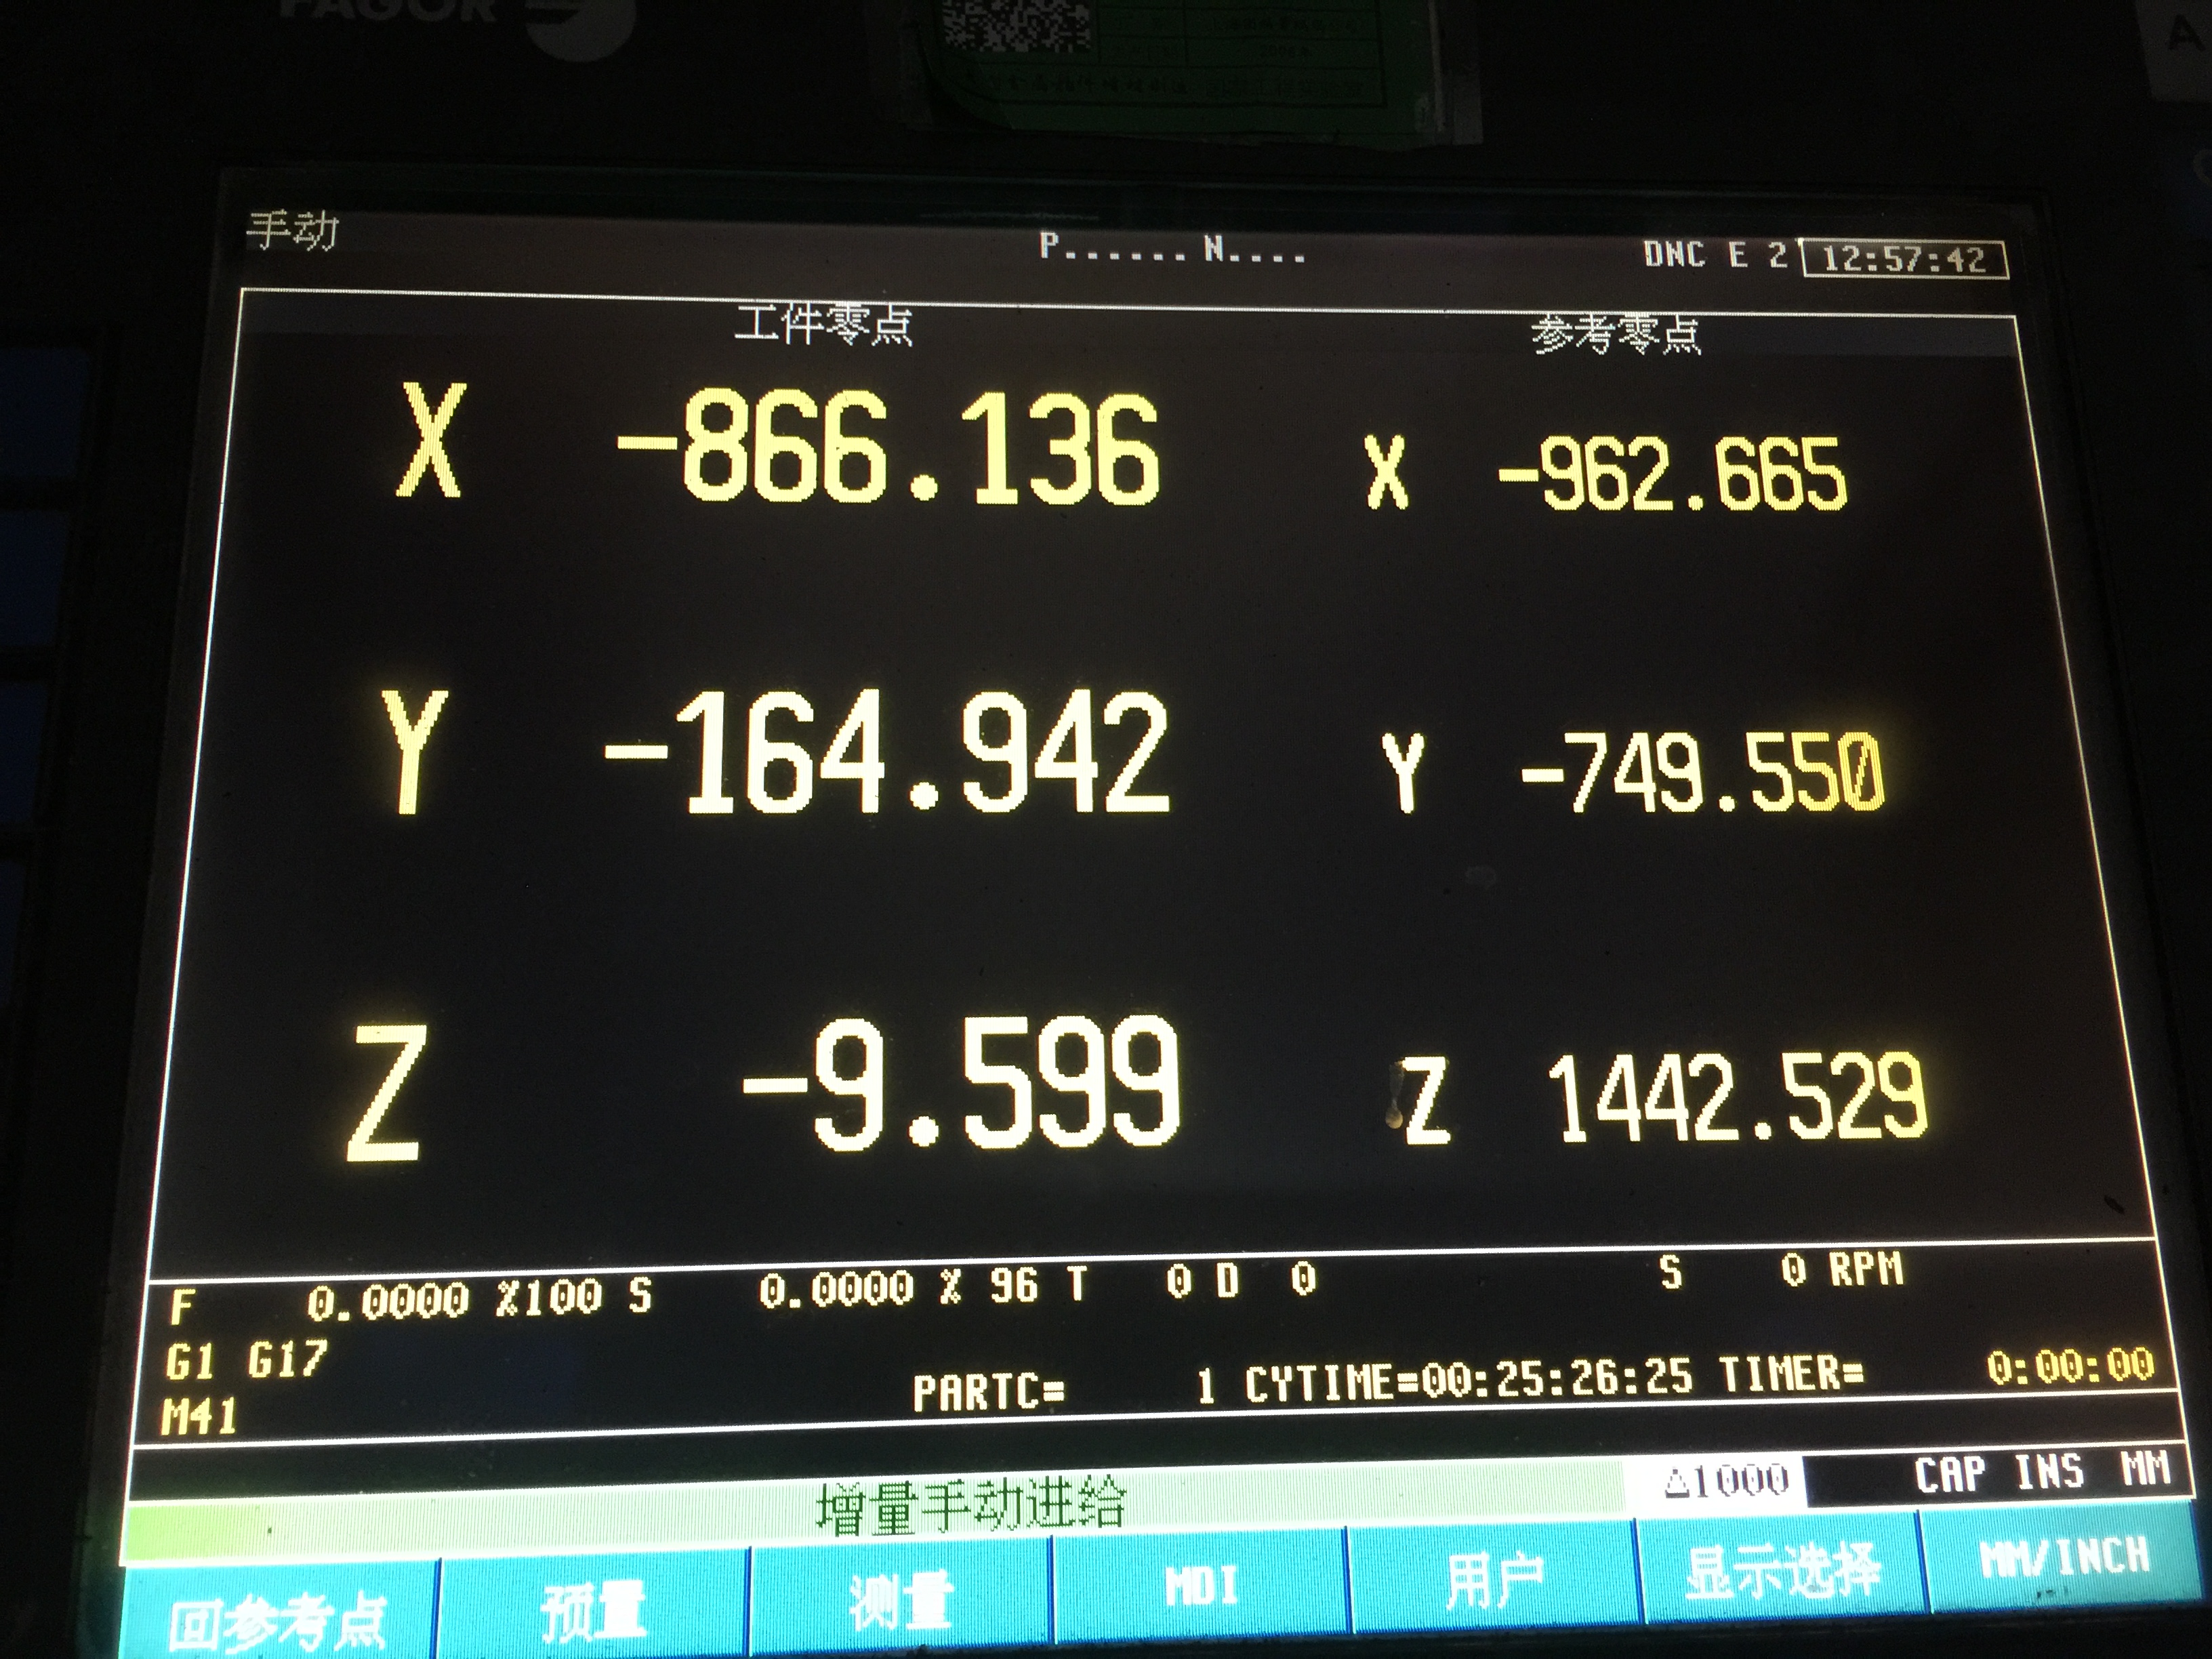 FAGOR
手动 P...... N.... DNC E 2 12:57:42
工件零点 参考零点
X -866.136 X -962.665
Y -164.942 Y -749.550
Z -9.599 Z 1442.529
F 0.0000 %100 S 0.0000 % 96 T 0 D 0 S 0 RPM
G1 G17
PARTC= 1 CYTIME=00:25:26:25 TIMER= 0:00:00
M41
CAP INS MM
增量手动进给 Δ1000
回参考点 预量 测量 MDI 用户 显示选择 MM/INCH